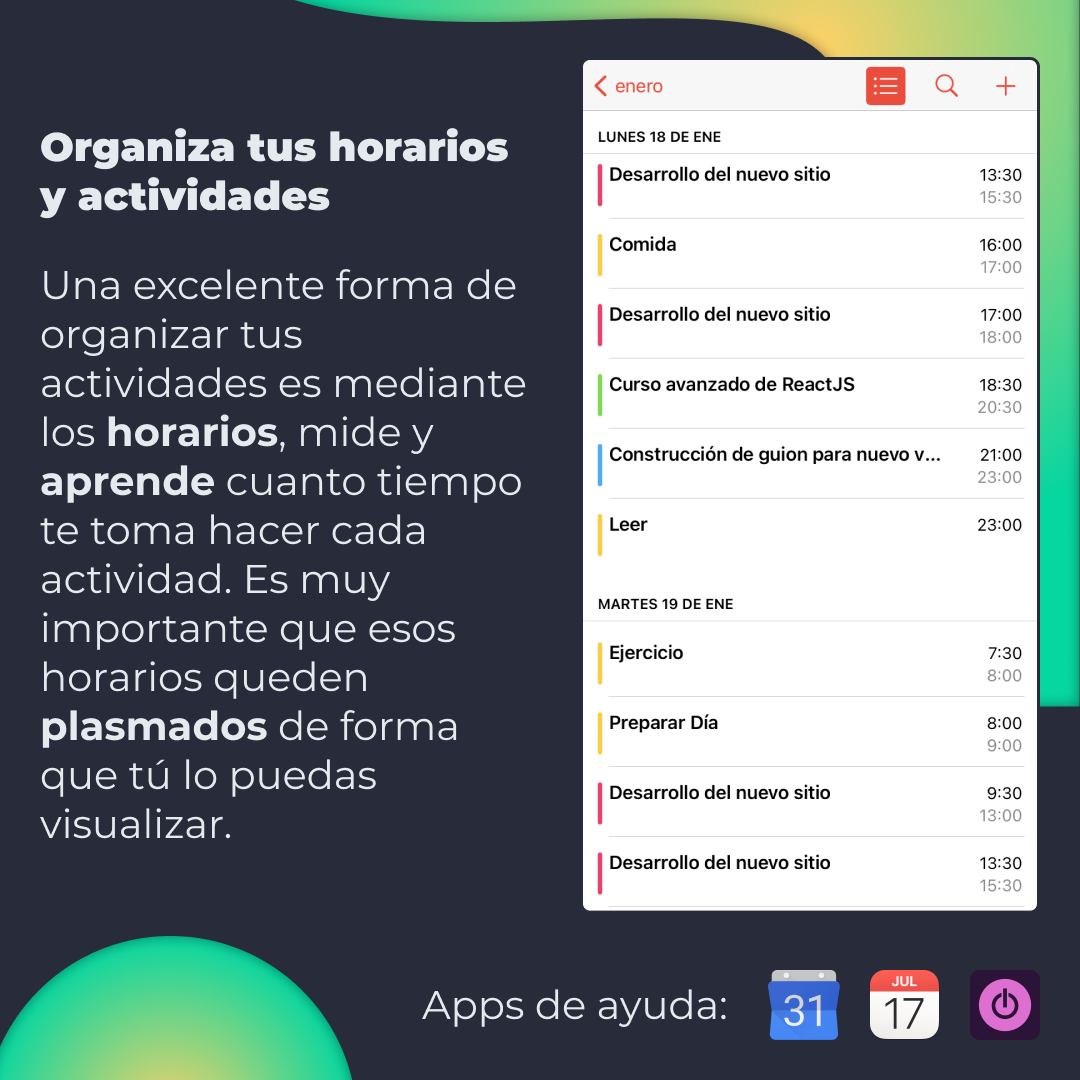 Organiza tus horarios
y actividades
Una excelente forma de
organizar tus
actividades es mediante
los horarios, mide y
aprende cuanto tiempo
te toma hacer cada
actividad. Es muy
importante que esos
horarios queden
plasmados de forma
que tú lo puedas
visualizar.
enero
LUNES 18 DE ENE
Desarrollo del nuevo sitio 13:30
15:30
Comida 16:00
17:00
Desarrollo del nuevo sitio 17:00
18:00
Curso avanzado de ReactJS 18:30
20:30
Construcción de guion para nuevo v... 21:00
23:00
Leer 23:00
MARTES 19 DE ENE
Ejercicio 7:30
8:00
Preparar Día 8:00
9:00
Desarrollo del nuevo sitio 9:30
13:00
Desarrollo del nuevo sitio 13:30
15:30
Apps de ayuda:
31
JUL
17